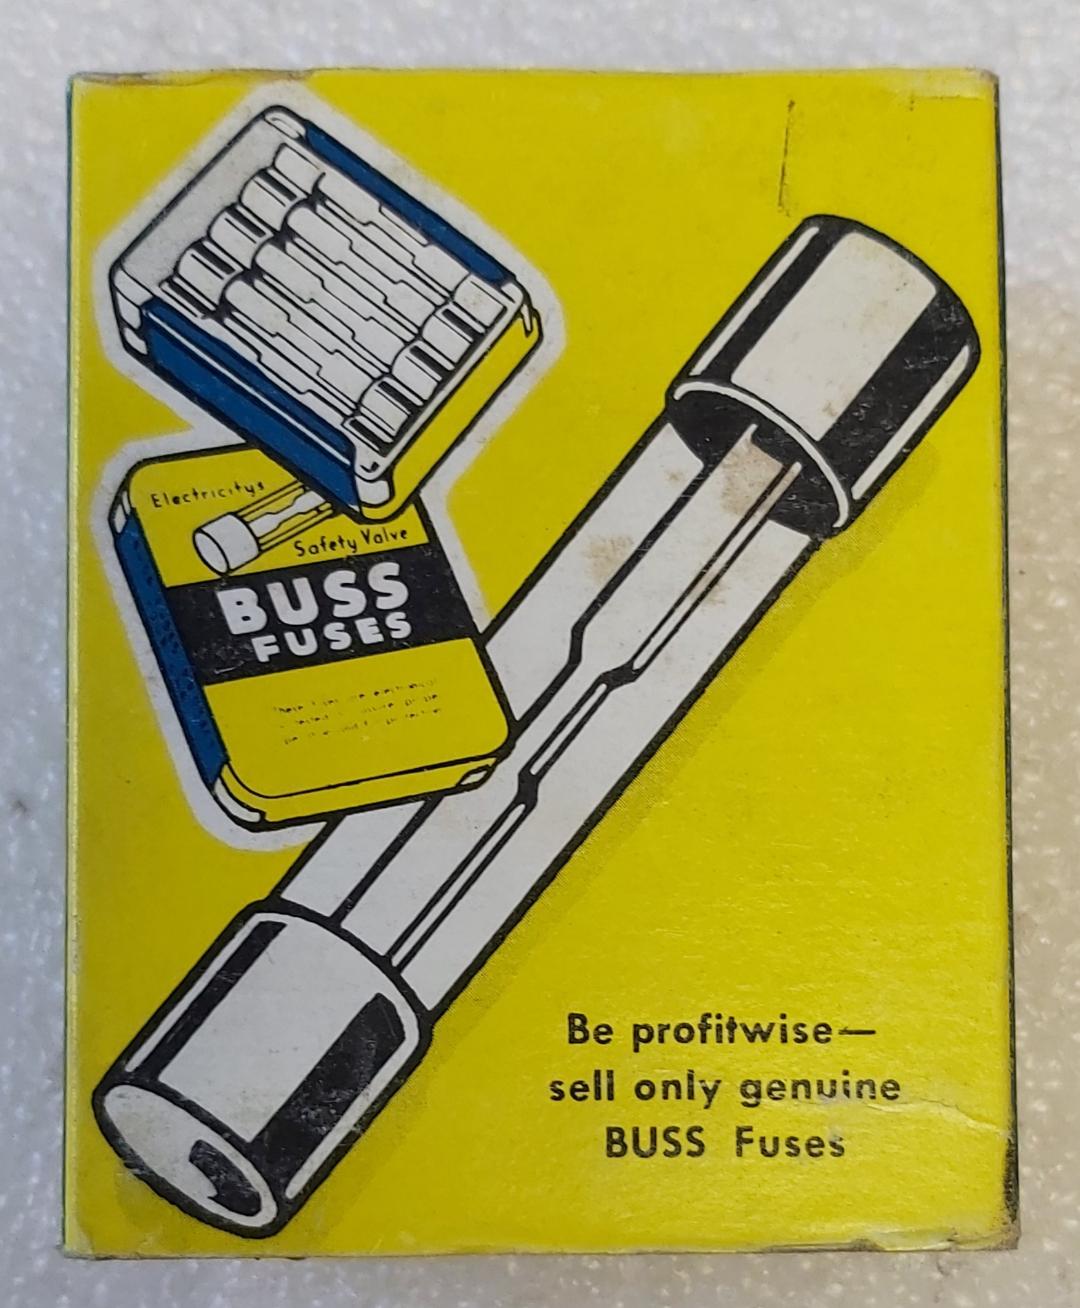 Electricitys
Safety Valve
BUSS
FUSES
Be profitwise—
sell only genuine
BUSS Fuses